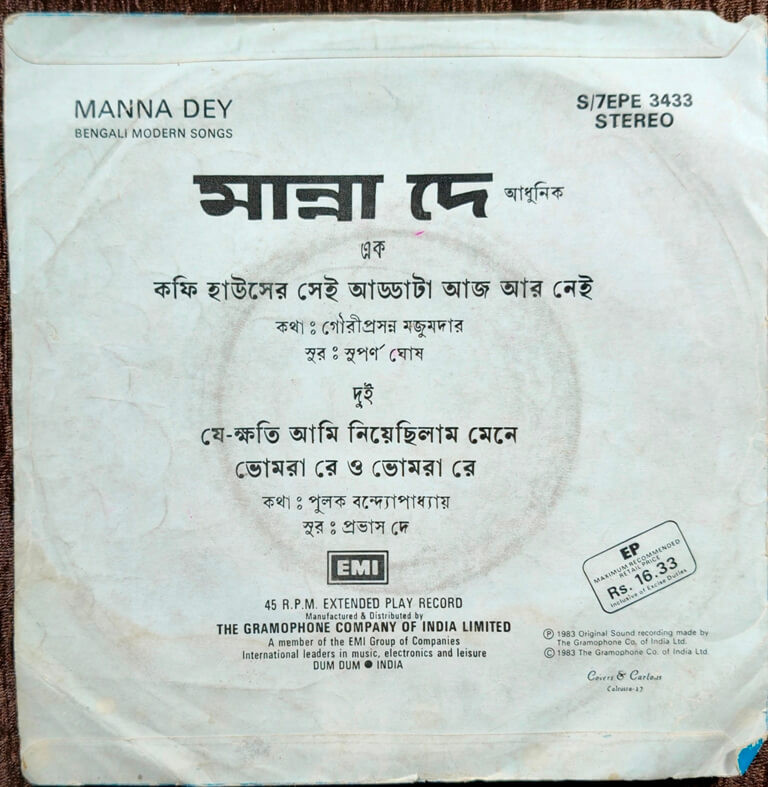 MANNA DEY
BENGALI MODERN SONGS
S/7EPE 3433
STEREO
মান্না দে আধুনিক
এক
কফি হাউসের সেই আড্ডাটা আজ আর নেই
কথা : গৌরীপ্রসন্ন মজুমদার
সুর : সুপর্ণ ঘোষ
দুই
যে-ক্ষতি আমি নিয়েছিলাম মেনে
ভোমরা রে ও ভোমরা রে
কথা : পুলক বন্দ্যোপাধ্যায়
সুর : প্রভাস দে
EMI
45 R.P.M. EXTENDED PLAY RECORD
Manufactured & Distributed by
THE GRAMOPHONE COMPANY OF INDIA LIMITED
A member of the EMI Group of Companies
International leaders in music, electronics and leisure
DUM DUM ● INDIA
EP
MAXIMUM RECOMMENDED
RETAIL PRICE
Rs. 16.33
Inclusive of Excise Duties
Ⓟ 1983 Original Sound recording made by
The Gramophone Co. of India Ltd.
© 1983 The Gramophone Co. of India Ltd.
Covers & Cartons
Calcutta-17